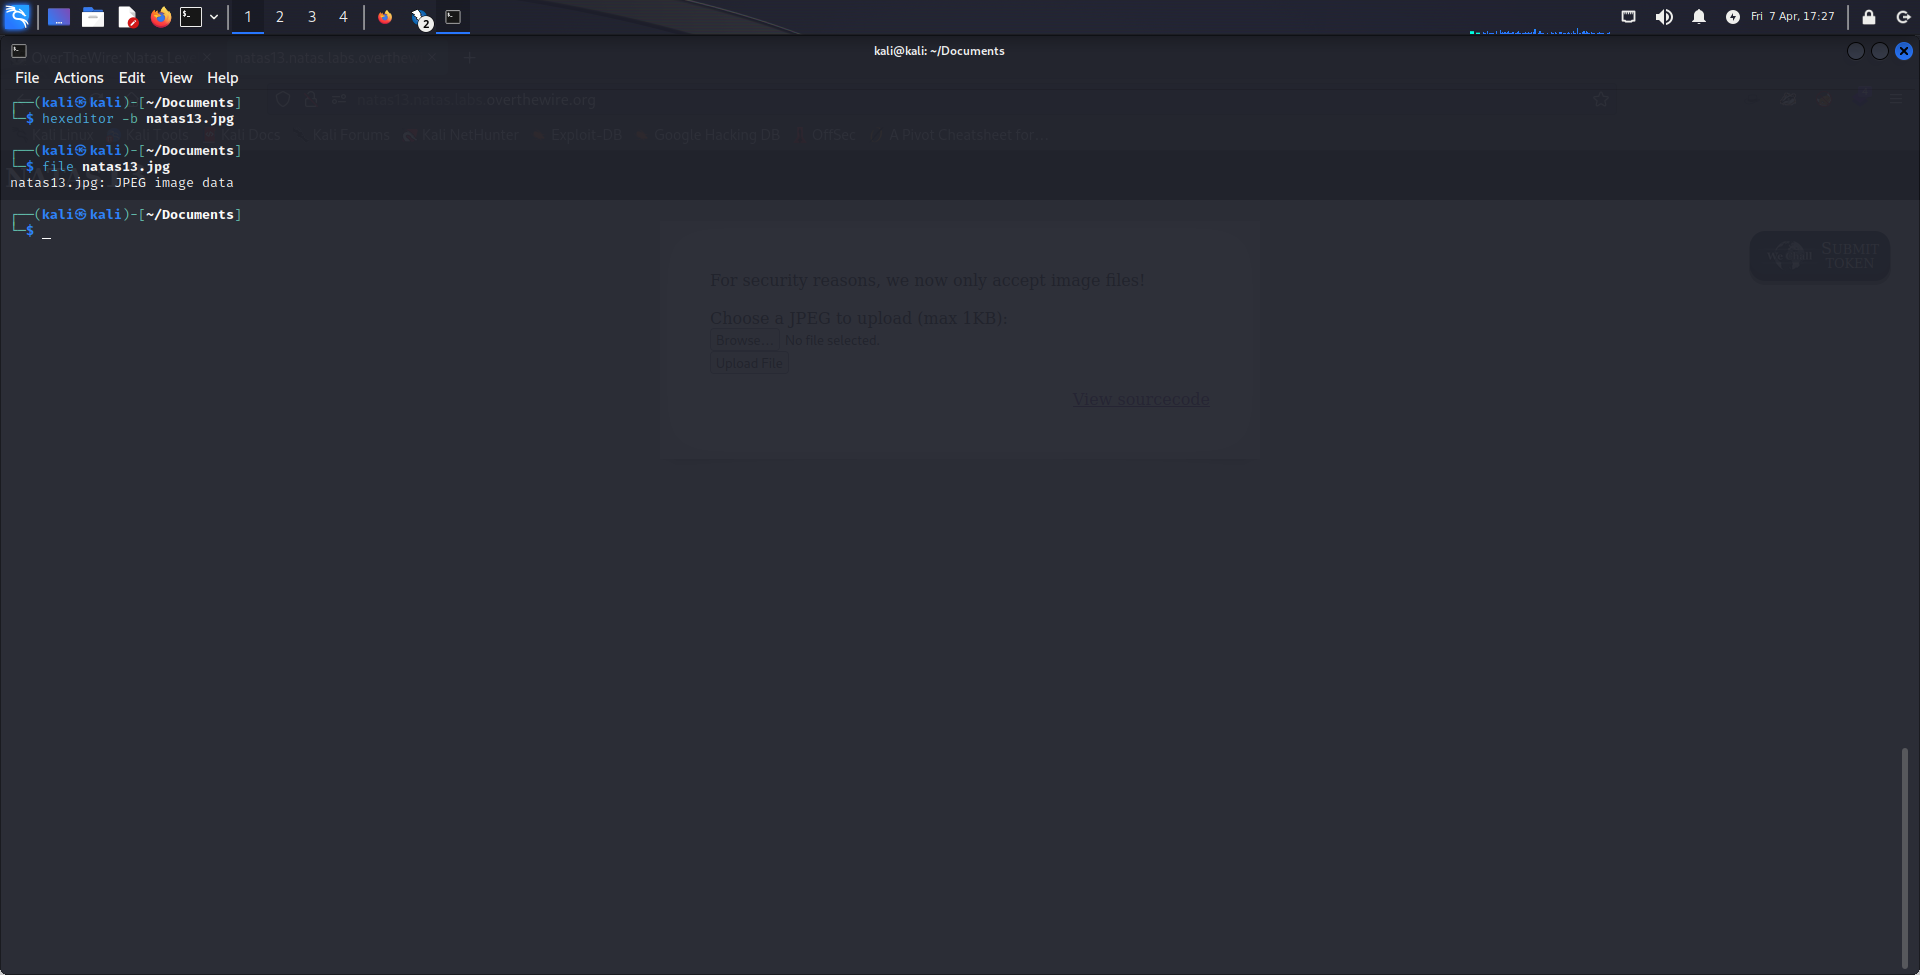 1 2 3 4 2 Fri 7 Apr, 17:27
kali@kali: ~/Documents
OverTheWire: Natas Lev natas13.natas.labs.overthe
File Actions Edit View Help
┌──(kali㉿kali)-[~/Documents]
└─$ hexeditor -b natas13.jpg
overthewire.org
Kali Linux Kali Tools Kali Docs Kali Forums Kali NetHunter Exploit-DB Google Hacking DB OffSec A Pivot Cheatsheet for ...
┌──(kali㉿kali)-[~/Documents]
└─$ file natas13.jpg
natas13.jpg: JPEG image data
┌──(kali㉿kali)-[~/Documents]
└─$ _
SUBMIT
TOKEN
For security reasons, we now only accept image files!
Choose a JPEG to upload (max 1KB):
Browse... No file selected.
Upload File
View sourcecode